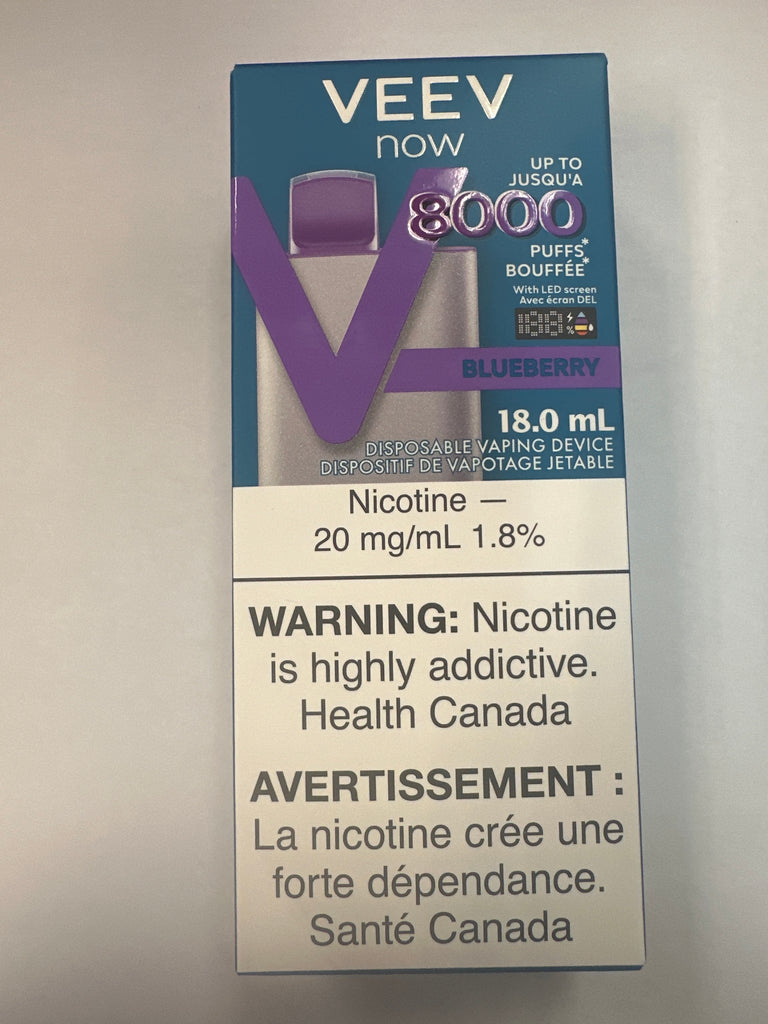 VEEV
now
UP TO
JUSQU'A
8000
PUFFS*
BOUFFÉE*
With LED screen
Avec écran DEL
188
%
BLUEBERRY
18.0 mL
DISPOSABLE VAPING DEVICE
DISPOSITIF DE VAPOTAGE JETABLE
Nicotine —
20 mg/mL 1.8%
WARNING: Nicotine
is highly addictive.
Health Canada
AVERTISSEMENT :
La nicotine crée une
forte dépendance.
Santé Canada